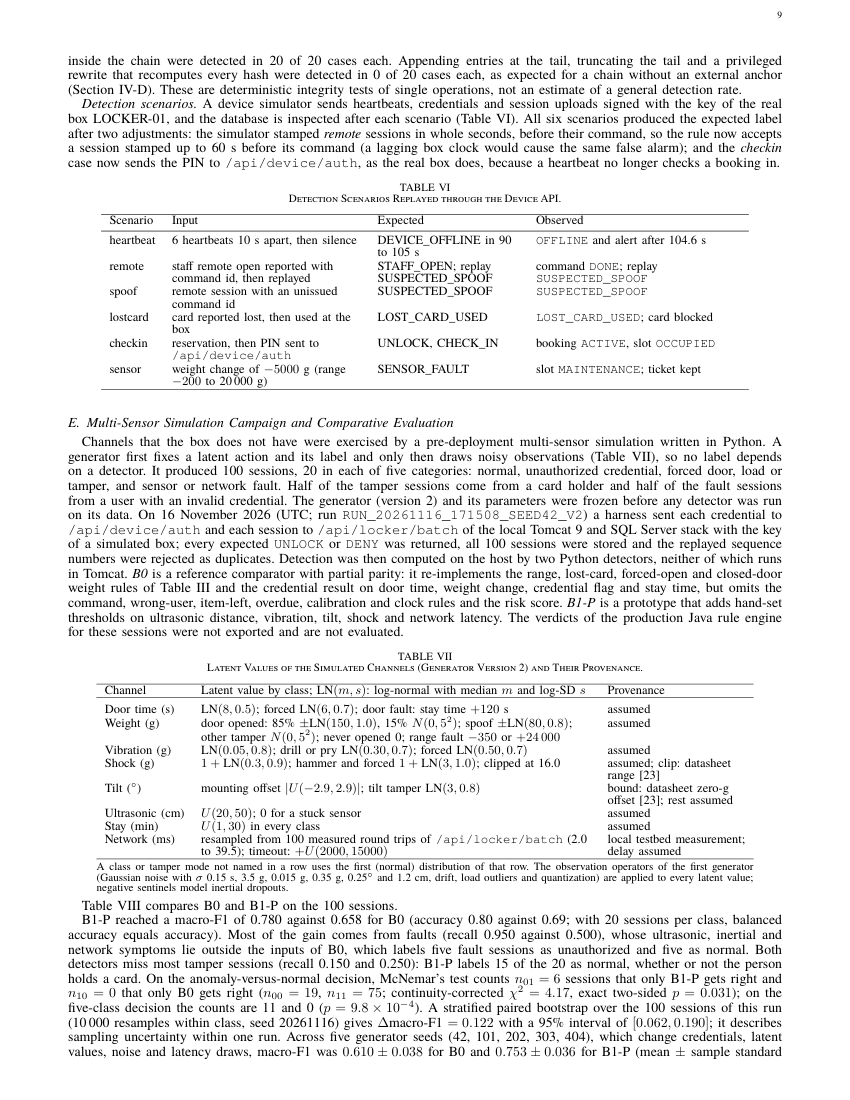 9
inside the chain were detected in 20 of 20 cases each. Appending entries at the tail, truncating the tail and a privileged
rewrite that recomputes every hash were detected in 0 of 20 cases each, as expected for a chain without an external anchor
(Section IV-D). These are deterministic integrity tests of single operations, not an estimate of a general detection rate.
Detection scenarios. A device simulator sends heartbeats, credentials and session uploads signed with the key of the real
box LOCKER-01, and the database is inspected after each scenario (Table VI). All six scenarios produced the expected label
after two adjustments: the simulator stamped remote sessions in whole seconds, before their command, so the rule now accepts
a session stamped up to 60 s before its command (a lagging box clock would cause the same false alarm); and the checkin
case now sends the PIN to /api/device/auth, as the real box does, because a heartbeat no longer checks a booking in.
TABLE VI
DETECTION SCENARIOS REPLAYED THROUGH THE DEVICE API.
Scenario Input Expected Observed
heartbeat 6 heartbeats 10 s apart, then silence DEVICE_OFFLINE in 90 OFFLINE and alert after 104.6 s
to 105 s
remote staff remote open reported with STAFF_OPEN; replay command DONE; replay
command id, then replayed SUSPECTED_SPOOF SUSPECTED_SPOOF
spoof remote session with an unissued SUSPECTED_SPOOF SUSPECTED_SPOOF
command id
lostcard card reported lost, then used at the LOST_CARD_USED LOST_CARD_USED; card blocked
box
checkin reservation, then PIN sent to UNLOCK, CHECK_IN booking ACTIVE, slot OCCUPIED
/api/device/auth
sensor weight change of −5000 g (range SENSOR_FAULT slot MAINTENANCE; ticket kept
−200 to 20 000 g)
E. Multi-Sensor Simulation Campaign and Comparative Evaluation
Channels that the box does not have were exercised by a pre-deployment multi-sensor simulation written in Python. A
generator first fixes a latent action and its label and only then draws noisy observations (Table VII), so no label depends
on a detector. It produced 100 sessions, 20 in each of five categories: normal, unauthorized credential, forced door, load or
tamper, and sensor or network fault. Half of the tamper sessions come from a card holder and half of the fault sessions
from a user with an invalid credential. The generator (version 2) and its parameters were frozen before any detector was run
on its data. On 16 November 2026 (UTC; run RUN_20261116_171508_SEED42_V2) a harness sent each credential to
/api/device/auth and each session to /api/locker/batch of the local Tomcat 9 and SQL Server stack with the key
of a simulated box; every expected UNLOCK or DENY was returned, all 100 sessions were stored and the replayed sequence
numbers were rejected as duplicates. Detection was then computed on the host by two Python detectors, neither of which runs
in Tomcat. B0 is a reference comparator with partial parity: it re-implements the range, lost-card, forced-open and closed-door
weight rules of Table III and the credential result on door time, weight change, credential flag and stay time, but omits the
command, wrong-user, item-left, overdue, calibration and clock rules and the risk score. B1-P is a prototype that adds hand-set
thresholds on ultrasonic distance, vibration, tilt, shock and network latency. The verdicts of the production Java rule engine
for these sessions were not exported and are not evaluated.
TABLE VII
LATENT VALUES OF THE SIMULATED CHANNELS (GENERATOR VERSION 2) AND THEIR PROVENANCE.
Channel Latent value by class; LN(m, s): log-normal with median m and log-SD s Provenance
Door time (s) LN(8, 0.5); forced LN(6, 0.7); door fault: stay time +120 s assumed
Weight (g) door opened: 85% ±LN(150, 1.0), 15% N(0, 5²); spoof ±LN(80, 0.8); assumed
other tamper N(0, 5²); never opened 0; range fault −350 or +24 000
Vibration (g) LN(0.05, 0.8); drill or pry LN(0.30, 0.7); forced LN(0.50, 0.7) assumed
Shock (g) 1 + LN(0.3, 0.9); hammer and forced 1 + LN(3, 1.0); clipped at 16.0 assumed; clip: datasheet
range [23]
Tilt (°) mounting offset |U(−2.9, 2.9)|; tilt tamper LN(3, 0.8) bound: datasheet zero-g
offset [23]; rest assumed
Ultrasonic (cm) U(20, 50); 0 for a stuck sensor assumed
Stay (min) U(1, 30) in every class assumed
Network (ms) resampled from 100 measured round trips of /api/locker/batch (2.0 local testbed measurement;
to 39.5); timeout: +U(2000, 15000) delay assumed
A class or tamper mode not named in a row uses the first (normal) distribution of that row. The observation operators of the first generator
(Gaussian noise with σ 0.15 s, 3.5 g, 0.015 g, 0.35 g, 0.25° and 1.2 cm, drift, load outliers and quantization) are applied to every latent value;
negative sentinels model inertial dropouts.
Table VIII compares B0 and B1-P on the 100 sessions.
B1-P reached a macro-F1 of 0.780 against 0.658 for B0 (accuracy 0.80 against 0.69; with 20 sessions per class, balanced
accuracy equals accuracy). Most of the gain comes from faults (recall 0.950 against 0.500), whose ultrasonic, inertial and
network symptoms lie outside the inputs of B0, which labels five fault sessions as unauthorized and five as normal. Both
detectors miss most tamper sessions (recall 0.150 and 0.250): B1-P labels 15 of the 20 as normal, whether or not the person
holds a card. On the anomaly-versus-normal decision, McNemar's test counts n₀₁ = 6 sessions that only B1-P gets right and
n₁₀ = 0 that only B0 gets right (n₀₀ = 19, n₁₁ = 75; continuity-corrected χ² = 4.17, exact two-sided p = 0.031); on the
five-class decision the counts are 11 and 0 (p = 9.8 × 10⁻⁴). A stratified paired bootstrap over the 100 sessions of this run
(10 000 resamples within class, seed 20261116) gives Δmacro-F1 = 0.122 with a 95% interval of [0.062, 0.190]; it describes
sampling uncertainty within one run. Across five generator seeds (42, 101, 202, 303, 404), which change credentials, latent
values, noise and latency draws, macro-F1 was 0.610 ± 0.038 for B0 and 0.753 ± 0.036 for B1-P (mean ± sample standard